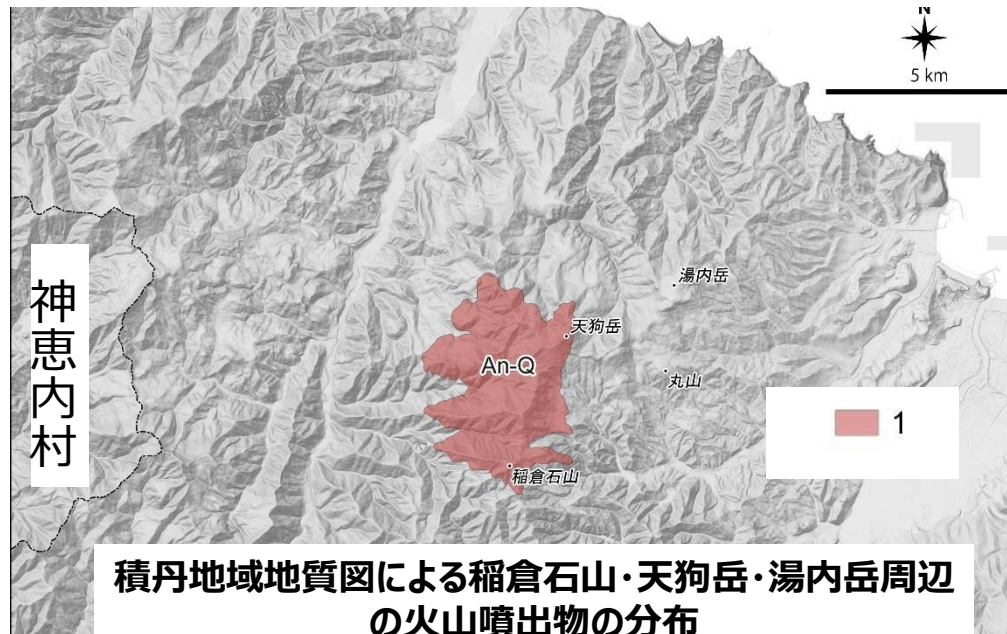 N
5 km
湯内岳
天狗岳
An-Q
丸山
神恵内村
1
稲倉石山
積丹地域地質図による稲倉石山・天狗岳・湯内岳周辺
の火山噴出物の分布